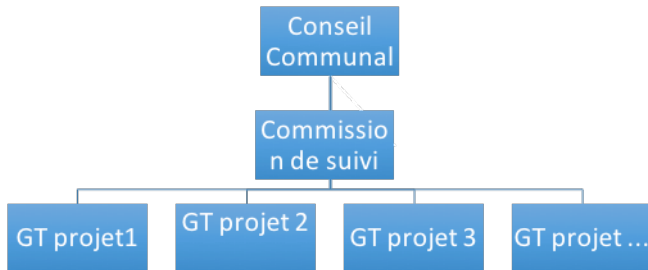 Conseil
Communal
Commissio
n de suivi
GT projet1
GT projet 2
GT projet 3
GT projet ...